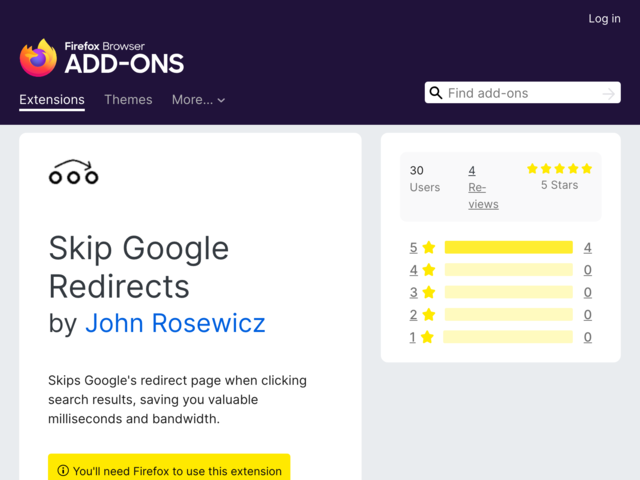 Log in
Firefox Browser
ADD-ONS
Extensions Themes More...
Find add-ons
Skip Google
Redirects
by John Rosewicz
Skips Google's redirect page when clicking
search results, saving you valuable
milliseconds and bandwidth.
You'll need Firefox to use this extension
30
Users
4
Re-
views
5 Stars
5 4
4 0
3 0
2 0
1 0